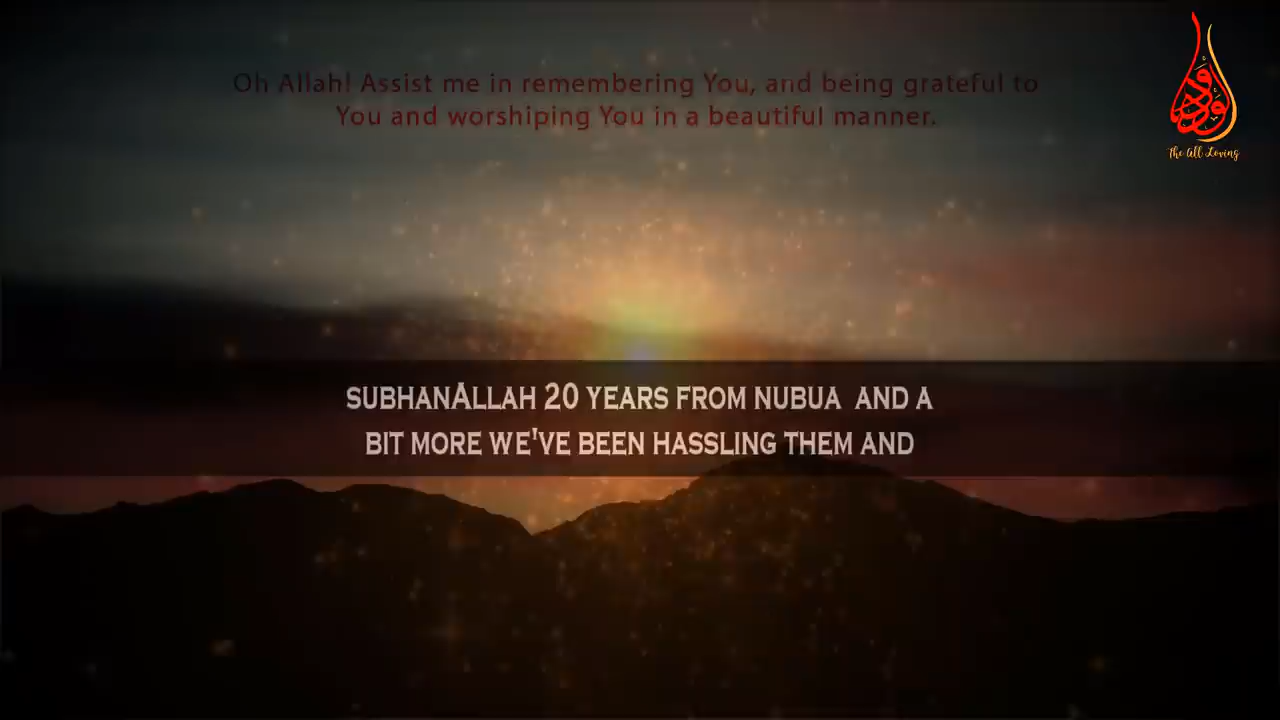 Oh Allah! Assist me in remembering You, and being grateful to
You and worshiping You in a beautiful manner.
The All Loving
SUBHANALLAH 20 YEARS FROM NUBUA AND A
BIT MORE WE'VE BEEN HASSLING THEM AND